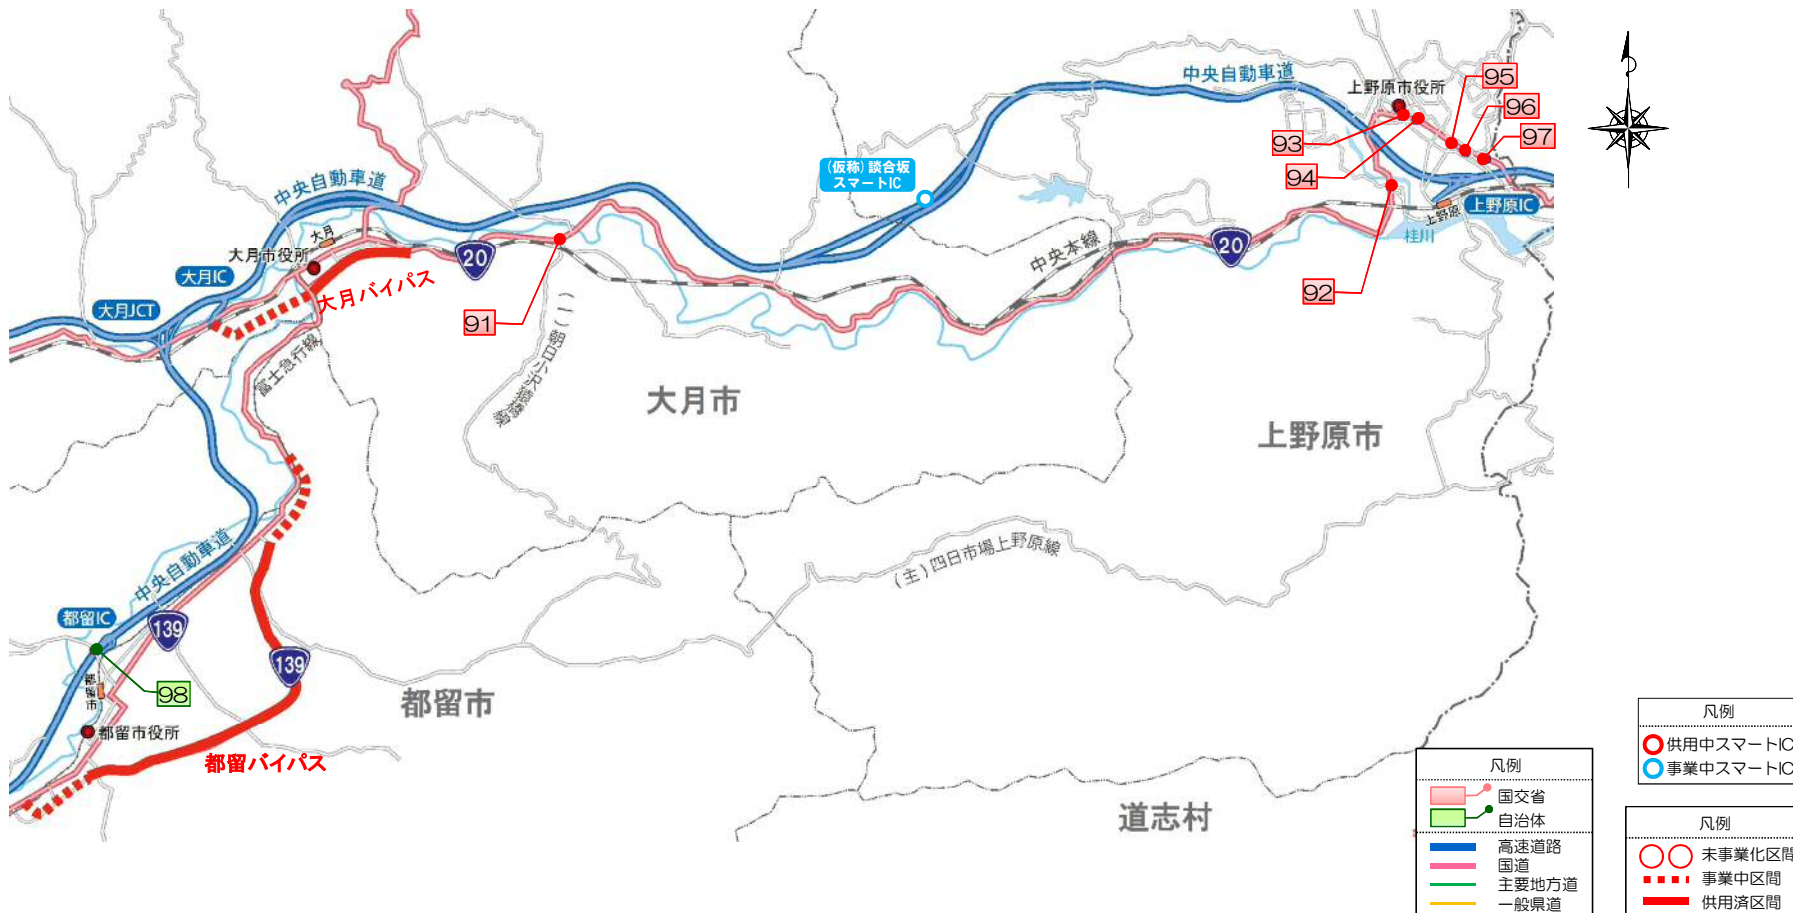 中央自動車道
上野原市役所
95
96
97
93
94
(仮称)談合坂
スマートIC
中央自動車道
大月
大月市役所
大月IC
大月JCT
大月バイパス
20
91
中央本線
20
上野原
上野原IC
桂川
92
(一)朝日小沢猿橋線
富士急行線
大月市
上野原市
中央自動車道
(主)四日市場上野原線
都留IC
139
139
都留市
98
都留市
都留市役所
都留バイパス
道志村
凡例
供用中スマートIC
事業中スマートIC
凡例
国交省
自治体
高速道路
国道
主要地方道
一般県道
凡例
未事業化区間
事業中区間
供用済区間